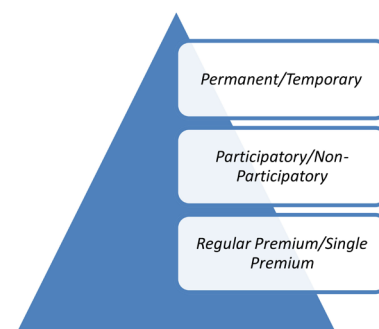 Permanent/Temporary
Participatory/Non-
Participatory
Regular Premium/Single
Premium